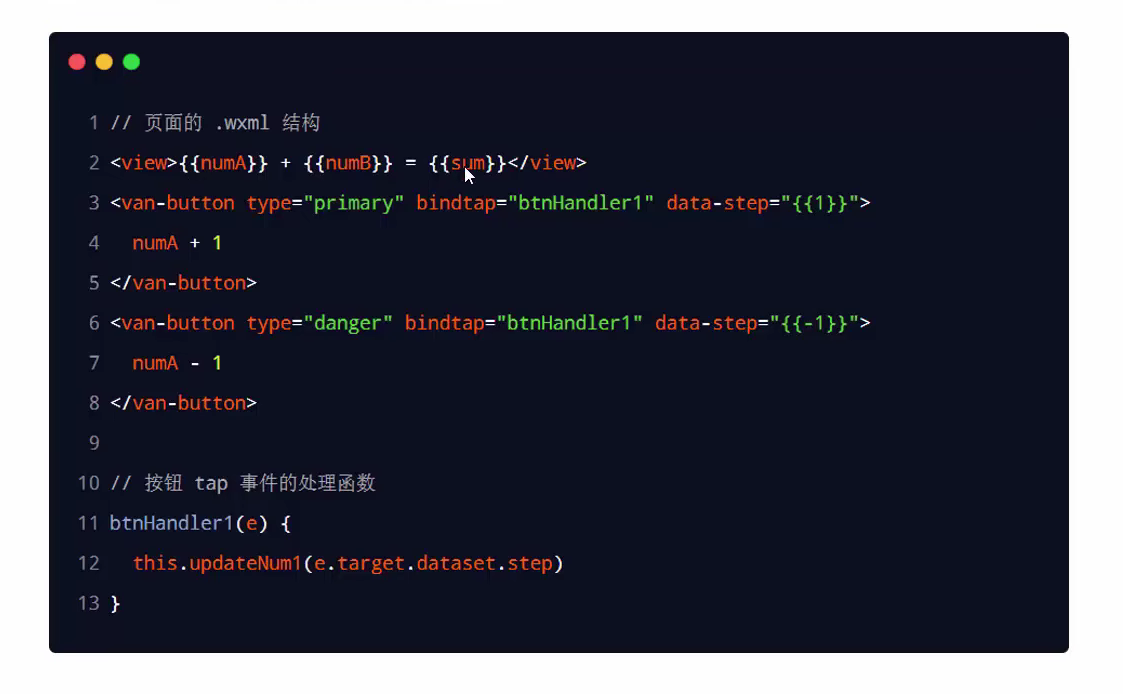 1 // 页面的 .wxml 结构
2 <view>{{numA}} + {{numB}} = {{sum}}</view>
3 <van-button type="primary" bindtap="btnHandler1" data-step="{{1}}">
4   numA + 1
5 </van-button>
6 <van-button type="danger" bindtap="btnHandler1" data-step="{{-1}}">
7   numA - 1
8 </van-button>
9
10 // 按钮 tap 事件的处理函数
11 btnHandler1(e) {
12   this.updateNum1(e.target.dataset.step)
13 }